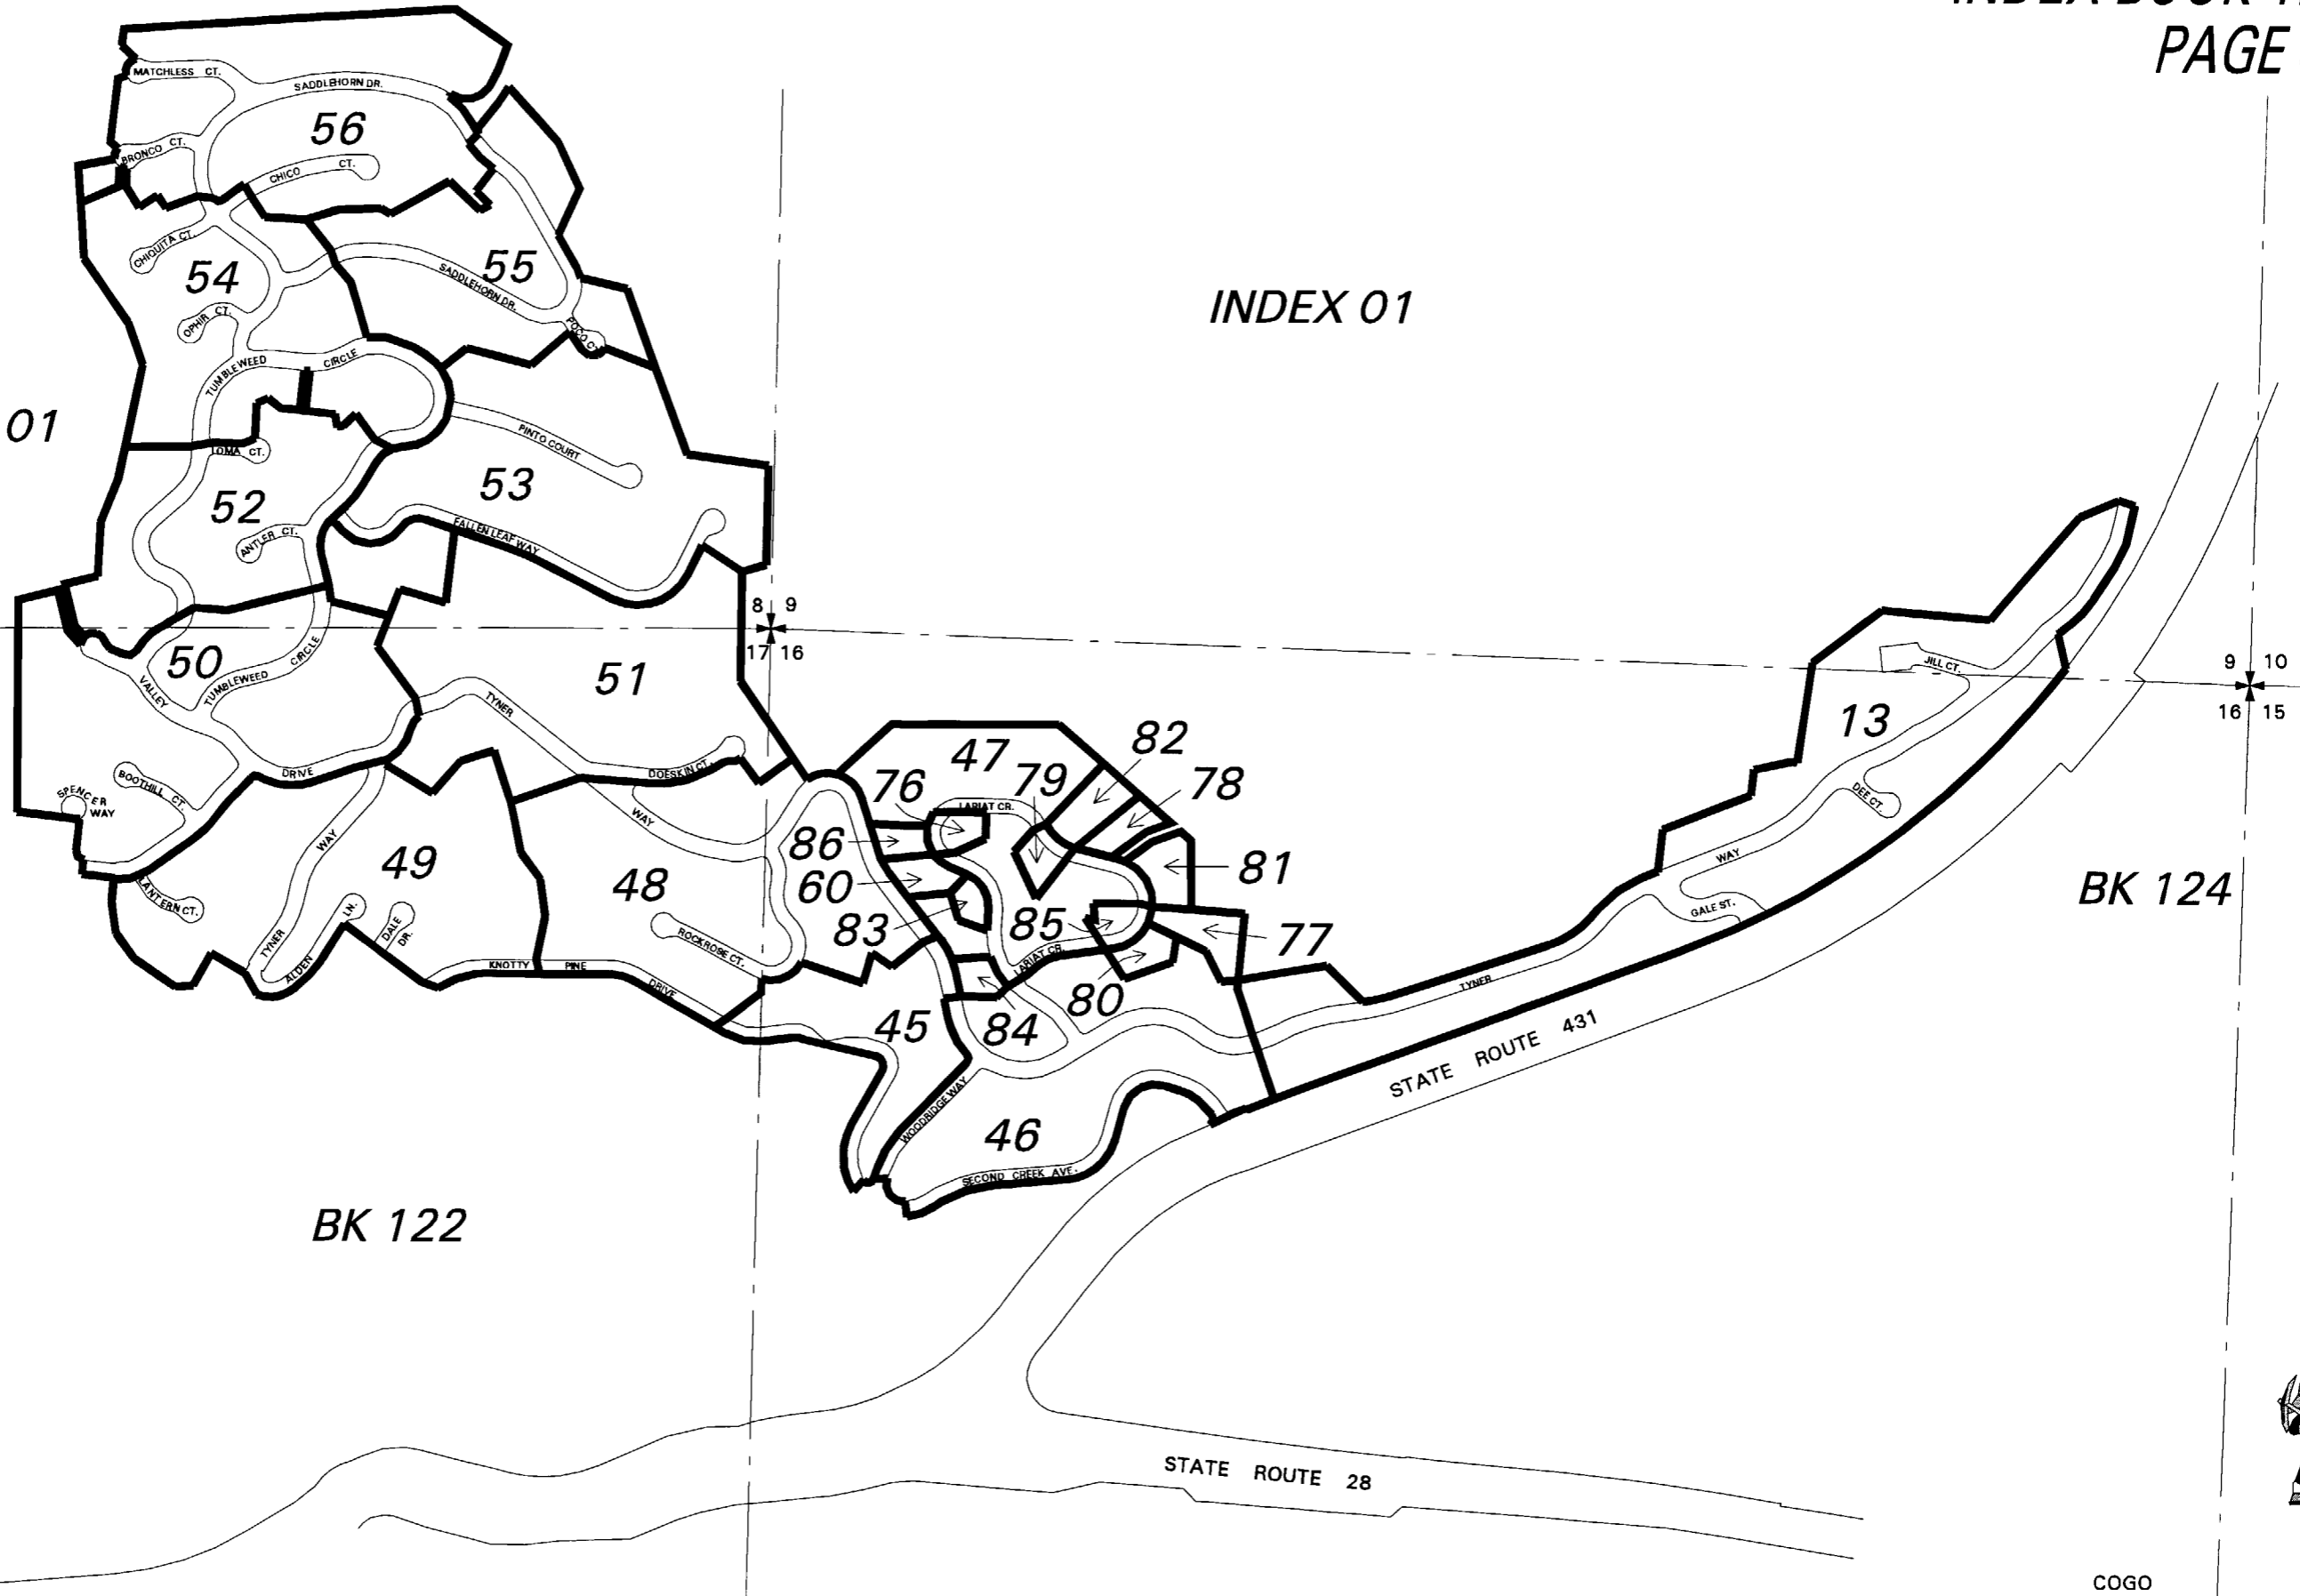 PAGE
MATCHLESS CT.
SADDLEHORN DR.
56
BRONCO CT.
CHICO CT.
CHIQUITA CT.
54
SADDLEHORN DR.
55
OPHIR CT.
INDEX 01
TUMBLEWEED CIRCLE
01
PINTO COURT
LOMA CT.
53
52
FALLEN LEAF WAY
ANTLER CT.
8 9
17 16
50
TUMBLEWEED CIRCLE
VALLEY DRIVE
51
TYNER WAY
9 10
16 15
JILL CT.
13
BOOTHILL CT.
SPENCER
WAY
DOESKIN CT.
47
82
76
79
78
LARIAT CR.
DEE CT.
86
TYNER WAY
49
48
60
81
WAY
BK 124
LANTERN CT.
ALDEN LN.
DALE
DR.
ROCKROSE CT.
83
85
77
GALE ST.
LARIAT CR.
KNOTTY PINE DRIVE
TYNER
80
45
84
STATE ROUTE 431
WOODRIDGE WAY
46
SECOND CREEK AVE.
BK 122
STATE ROUTE 28
COGO